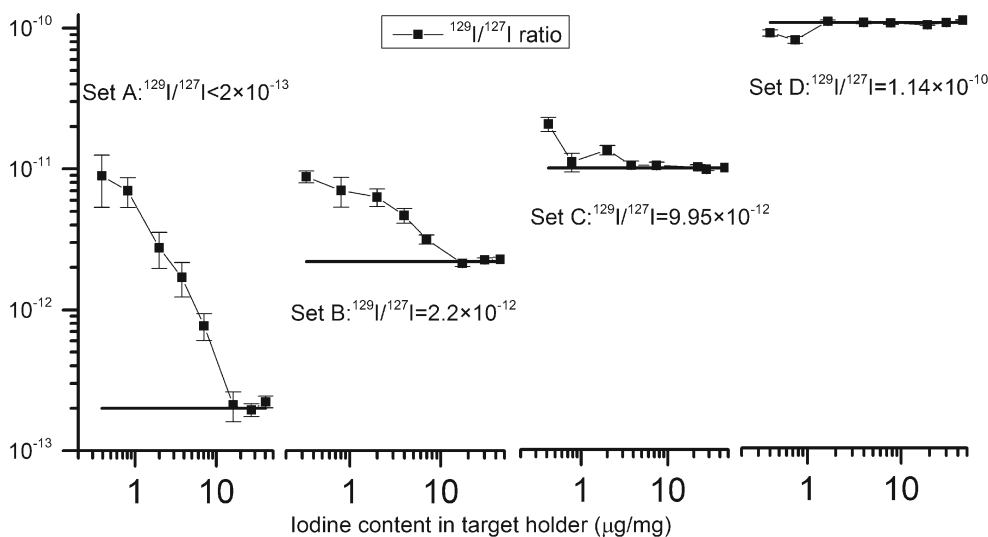 10⁻¹⁰
10⁻¹¹
10⁻¹²
10⁻¹³
¹²⁹I/¹²⁷I ratio
Set A:¹²⁹I/¹²⁷I<2×10⁻¹³
Set B:¹²⁹I/¹²⁷I=2.2×10⁻¹²
Set C:¹²⁹I/¹²⁷I=9.95×10⁻¹²
Set D:¹²⁹I/¹²⁷I=1.14×10⁻¹⁰
1 10 1 10 1 10 1 10
Iodine content in target holder (μg/mg)